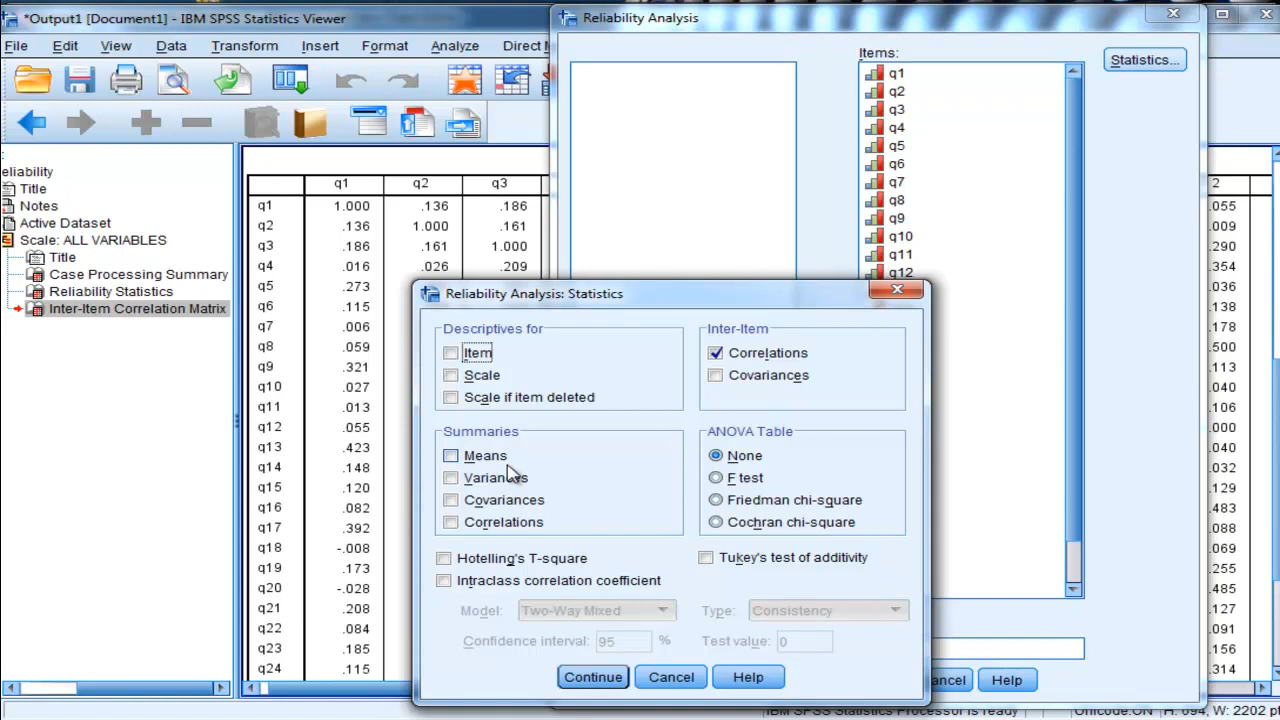 *Output1 [Document1] - IBM SPSS Statistics Viewer
File Edit View Data Transform Insert Format Analyze Direct
eliability
Title
Notes
Active Dataset
Scale: ALL VARIABLES
Title
Case Processing Summary
Reliability Statistics
Inter-Item Correlation Matrix
q1 q2 q3
q1 1.000 .136 .186
q2 .136 1.000 .161
q3 .186 .161 1.000
q4 .016 .026 .209
q5 .273
q6 .115
q7 .006
q8 .059
q9 .321
q10 .027
q11 .013
q12 .055
q13 .423
q14 .148
q15 .120
q16 .082
q17 .392
q18 -.008
q19 .173
q20 -.028
q21 .208
q22 .084
q23 .185
q24 .115
Reliability Analysis
Items:
Statistics...
q1
q2
q3
q4
q5
q6
q7
q8
q9
q10
q11
q12
Reliability Analysis: Statistics
Descriptives for
Item
Scale
Scale if item deleted
Inter-Item
Correlations
Covariances
Summaries
Means
Variances
Covariances
Correlations
ANOVA Table
None
F test
Friedman chi-square
Cochran chi-square
Hotelling's T-square
Tukey's test of additivity
Intraclass correlation coefficient
Model: Two-Way Mixed Type: Consistency
Confidence interval: 95 % Test value: 0
Continue Cancel Help
ancel Help
2
.055
.009
.290
.354
.036
.138
.178
.500
.113
.040
.106
.000
.040
.032
.259
.483
.088
.069
.255
.485
.127
.091
.156
.314
IBM SPSS Statistics Processor is ready Unicode:ON H: 694, W: 2202 pt